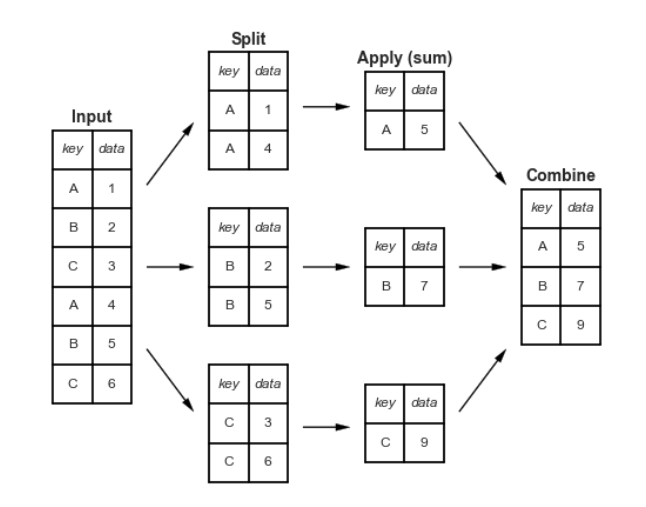 Input
key data
A 1
B 2
C 3
A 4
B 5
C 6
Split
key data
A 1
A 4
key data
B 2
B 5
key data
C 3
C 6
Apply (sum)
key data
A 5
key data
B 7
key data
C 9
Combine
key data
A 5
B 7
C 9